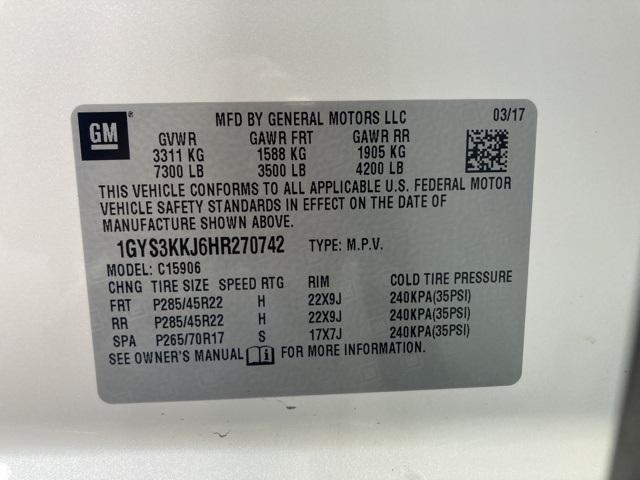 GM ®
MFD BY GENERAL MOTORS LLC 03/17
GVWR GAWR FRT GAWR RR
3311 KG 1588 KG 1905 KG
7300 LB 3500 LB 4200 LB
THIS VEHICLE CONFORMS TO ALL APPLICABLE U.S. FEDERAL MOTOR
VEHICLE SAFETY STANDARDS IN EFFECT ON THE DATE OF
MANUFACTURE SHOWN ABOVE.
1GYS3KKJ6HR270742 TYPE: M.P.V.
MODEL: C15906
CHNG TIRE SIZE SPEED RTG RIM COLD TIRE PRESSURE
FRT P285/45R22 H 22X9J 240KPA(35PSI)
RR P285/45R22 H 22X9J 240KPA(35PSI)
SPA P265/70R17 S 17X7J 240KPA(35PSI)
SEE OWNER'S MANUAL FOR MORE INFORMATION.